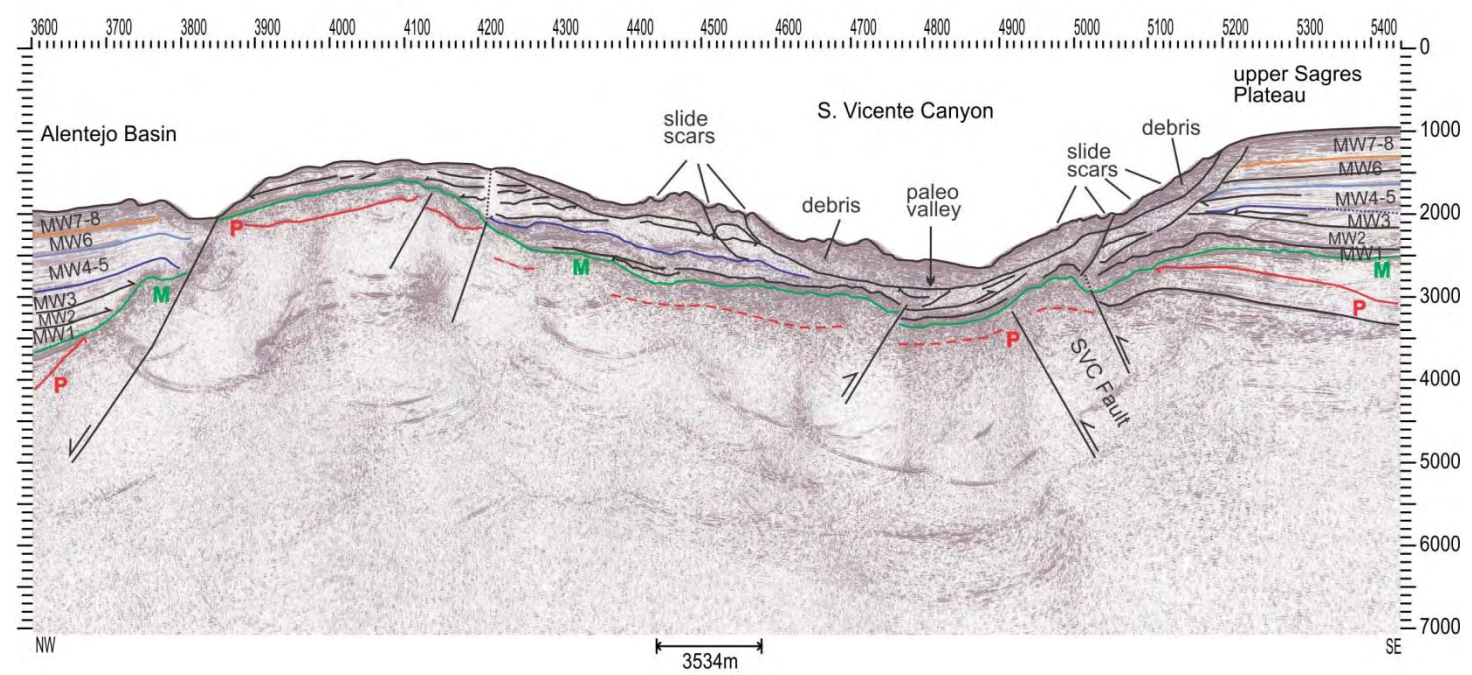 3600 3700 3800 3900 4000 4100 4200 4300 4400 4500 4600 4700 4800 4900 5000 5100 5200 5300 5400
0
upper Sagres
Plateau
S. Vicente Canyon
Alentejo Basin
slide
scars
debris
1000
MW7-8
slide
scars
MW6
paleo
valley
debris
MW4-5
2000
MW7-8
P
MW3
MW6
MW2
MW1
M
M
MW4-5
M
3000
MW3
P
MW2
MW1
P
SVC Fault
P
4000
5000
6000
7000
NW
3534m
SE